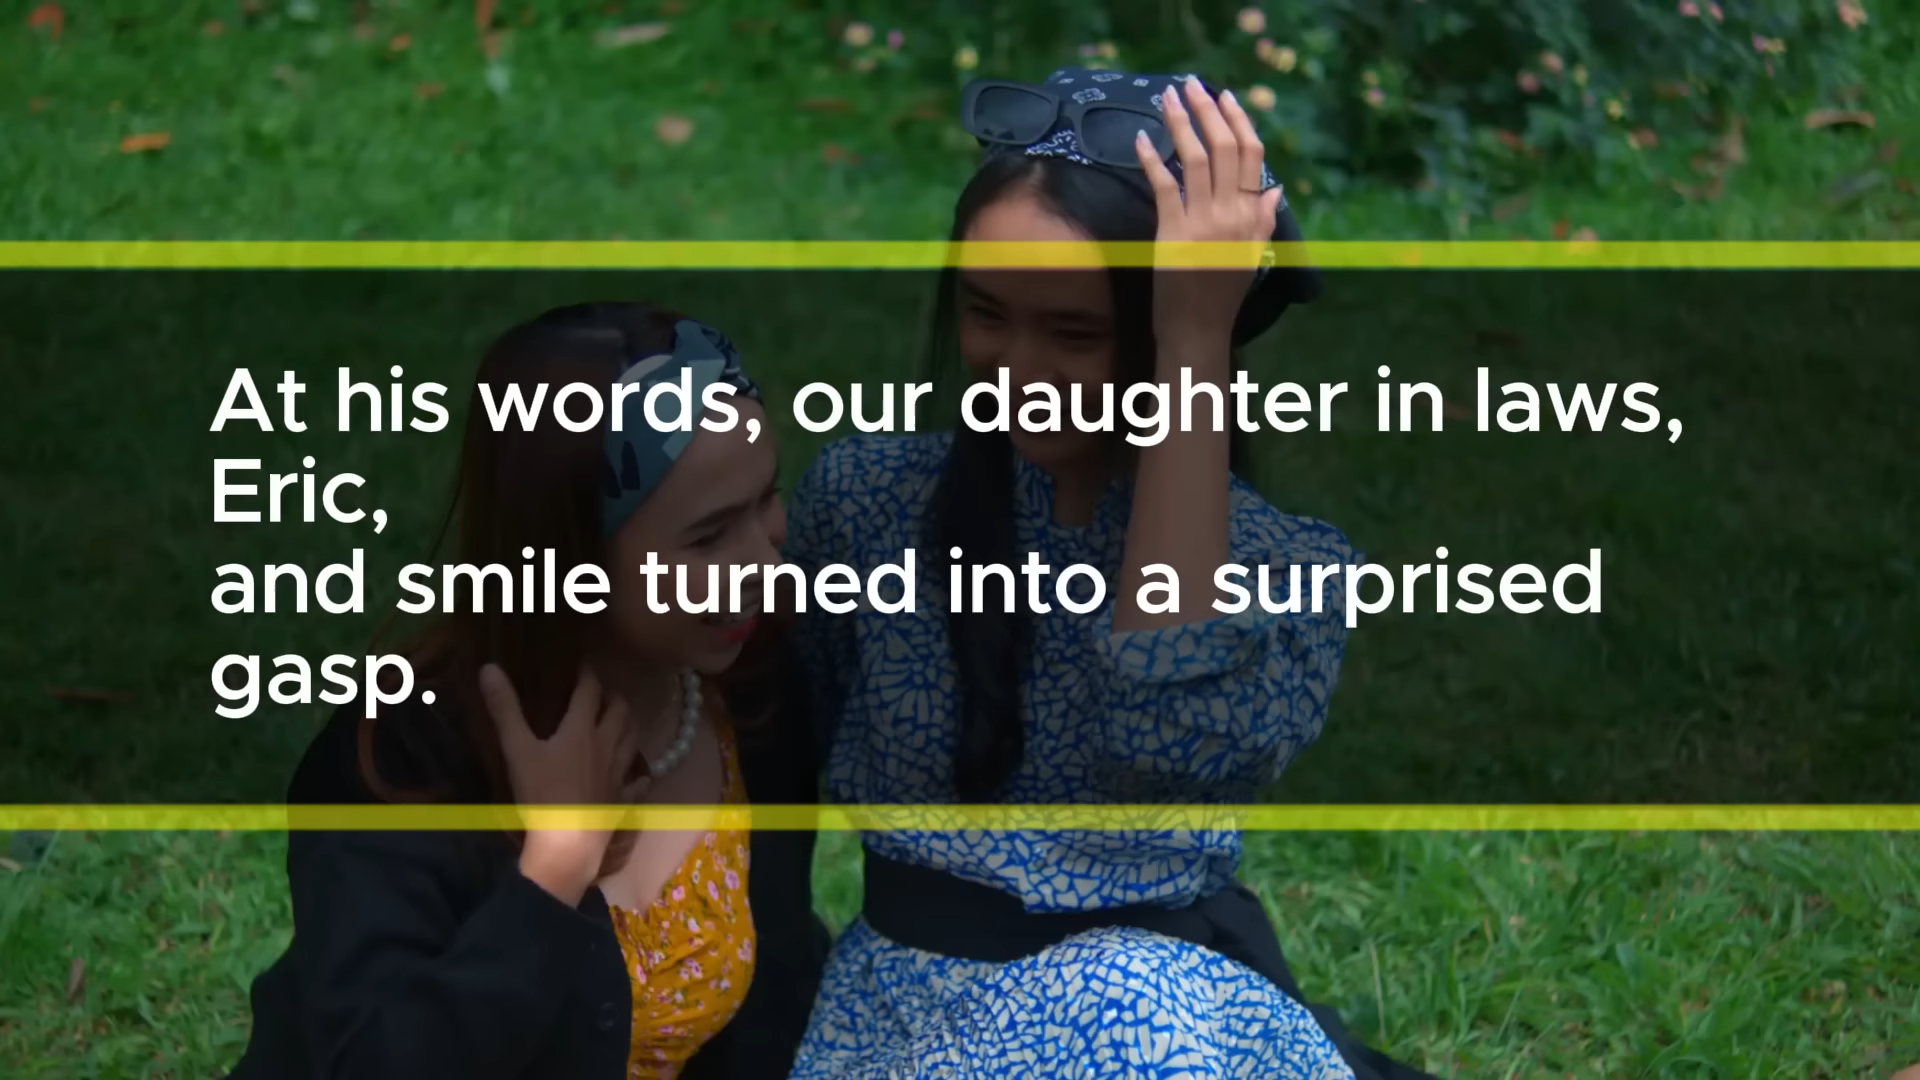 At his words, our daughter in laws,
Eric,
and smile turned into a surprised
gasp.